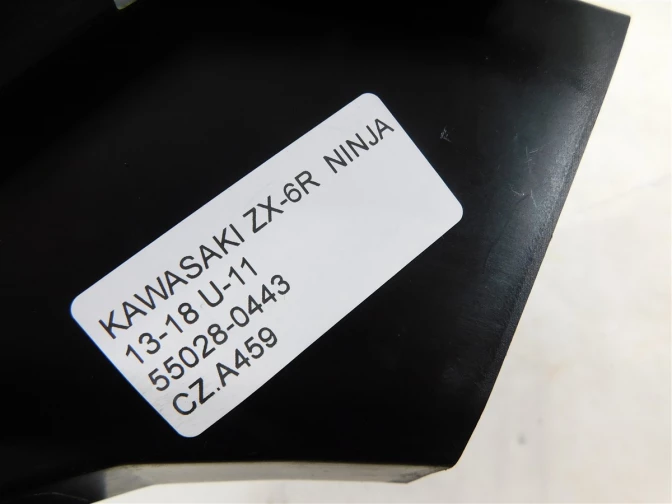 KAWASAKI ZX-6R NINJA
13-18 U-11
55028-0443
CZ.A459